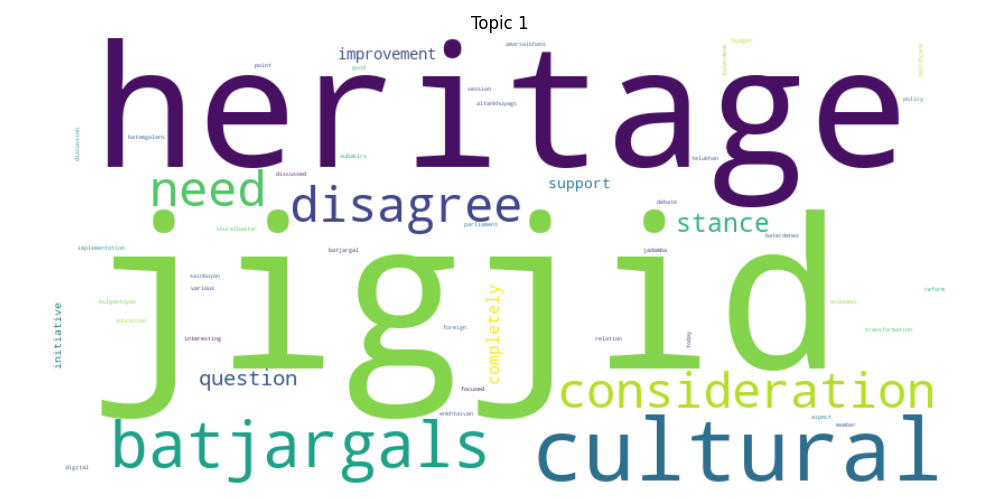 Topic 1
heritage
improvement
amarsaikhans
budget
baterdene
healthcare
point
good
session
altankhuyags
policy
discussion
batamgalans
aubakirs
telukhan
discussed
need
disagree
support
debate
stance
khurelbaatar
parliament
baterdenes
jigjid
implementation
batjargal
jadamba
sainbuyan
various
completely
bulgantuyas
education
initiative
foreign
economic
reform
transformation
interesting
relation
today
question
focused
consideration
enkhtaivan
batjargals
cultural
aspect
member
digital